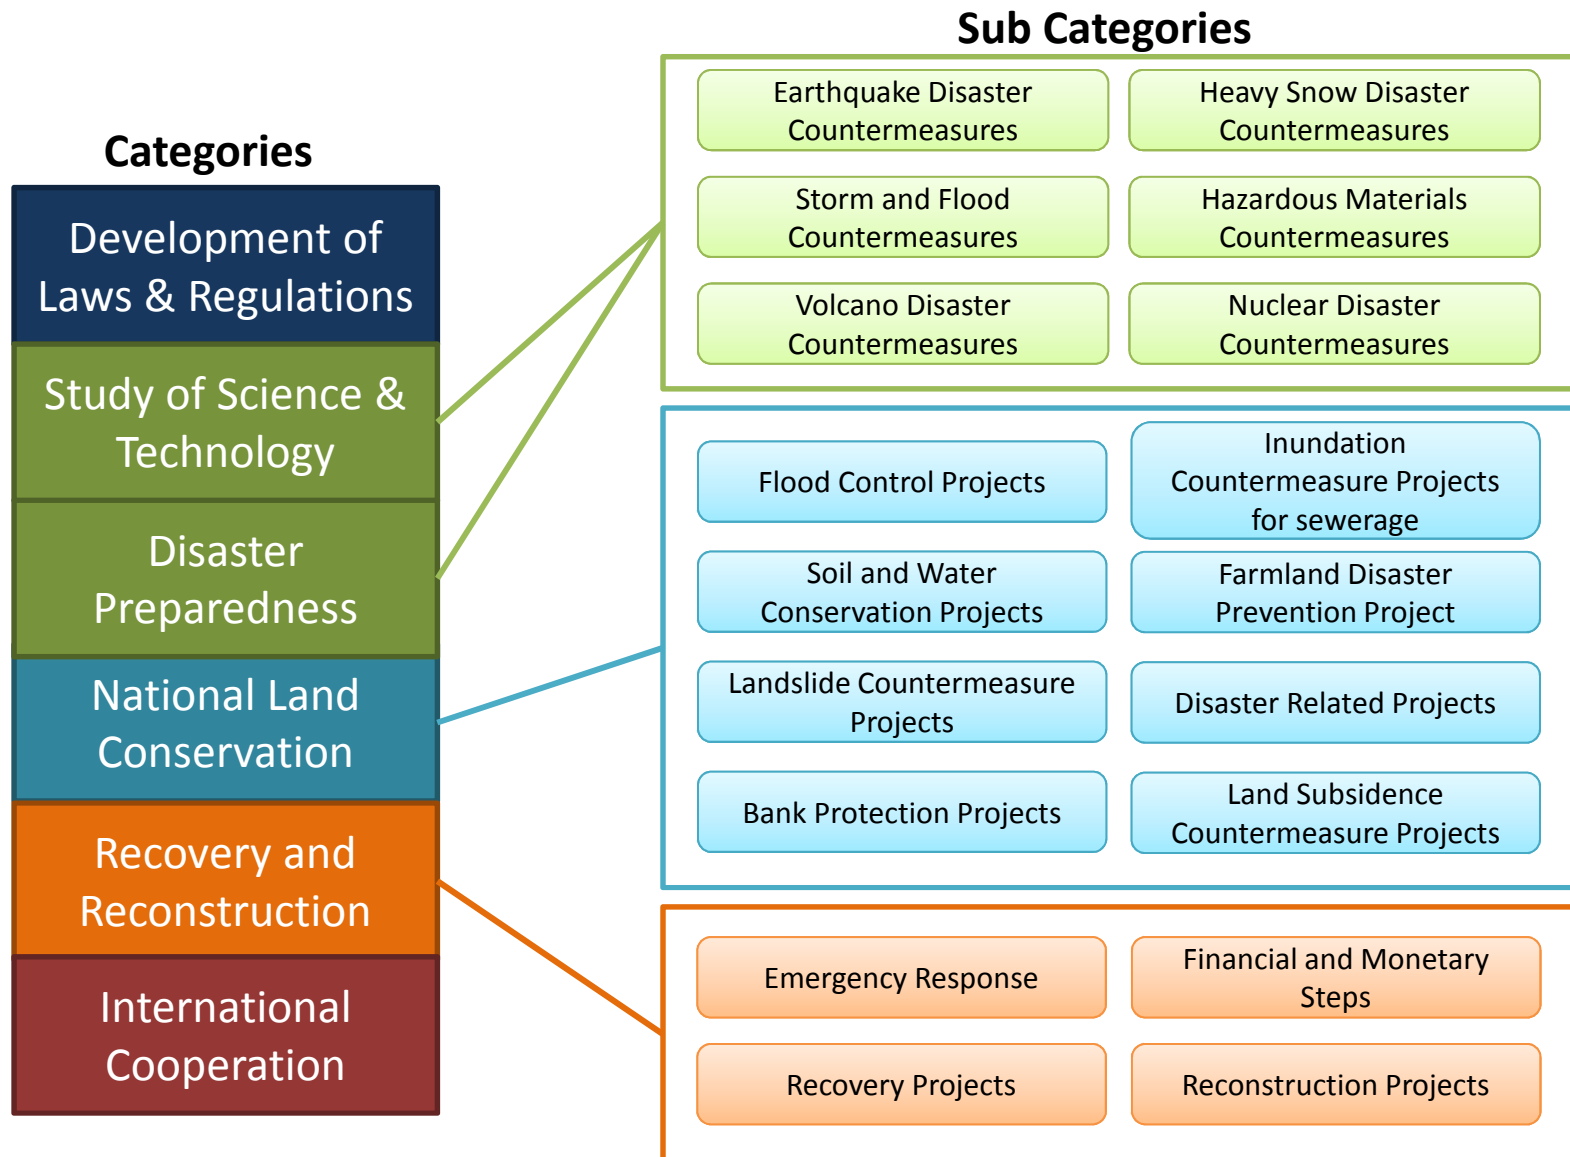 Sub Categories
Categories
Development of
Laws & Regulations
Study of Science &
Technology
Disaster
Preparedness
National Land
Conservation
Recovery and
Reconstruction
International
Cooperation
Earthquake Disaster
Countermeasures
Heavy Snow Disaster
Countermeasures
Storm and Flood
Countermeasures
Hazardous Materials
Countermeasures
Volcano Disaster
Countermeasures
Nuclear Disaster
Countermeasures
Flood Control Projects
Inundation
Countermeasure Projects
for sewerage
Soil and Water
Conservation Projects
Farmland Disaster
Prevention Project
Landslide Countermeasure
Projects
Disaster Related Projects
Bank Protection Projects
Land Subsidence
Countermeasure Projects
Emergency Response
Financial and Monetary
Steps
Recovery Projects
Reconstruction Projects